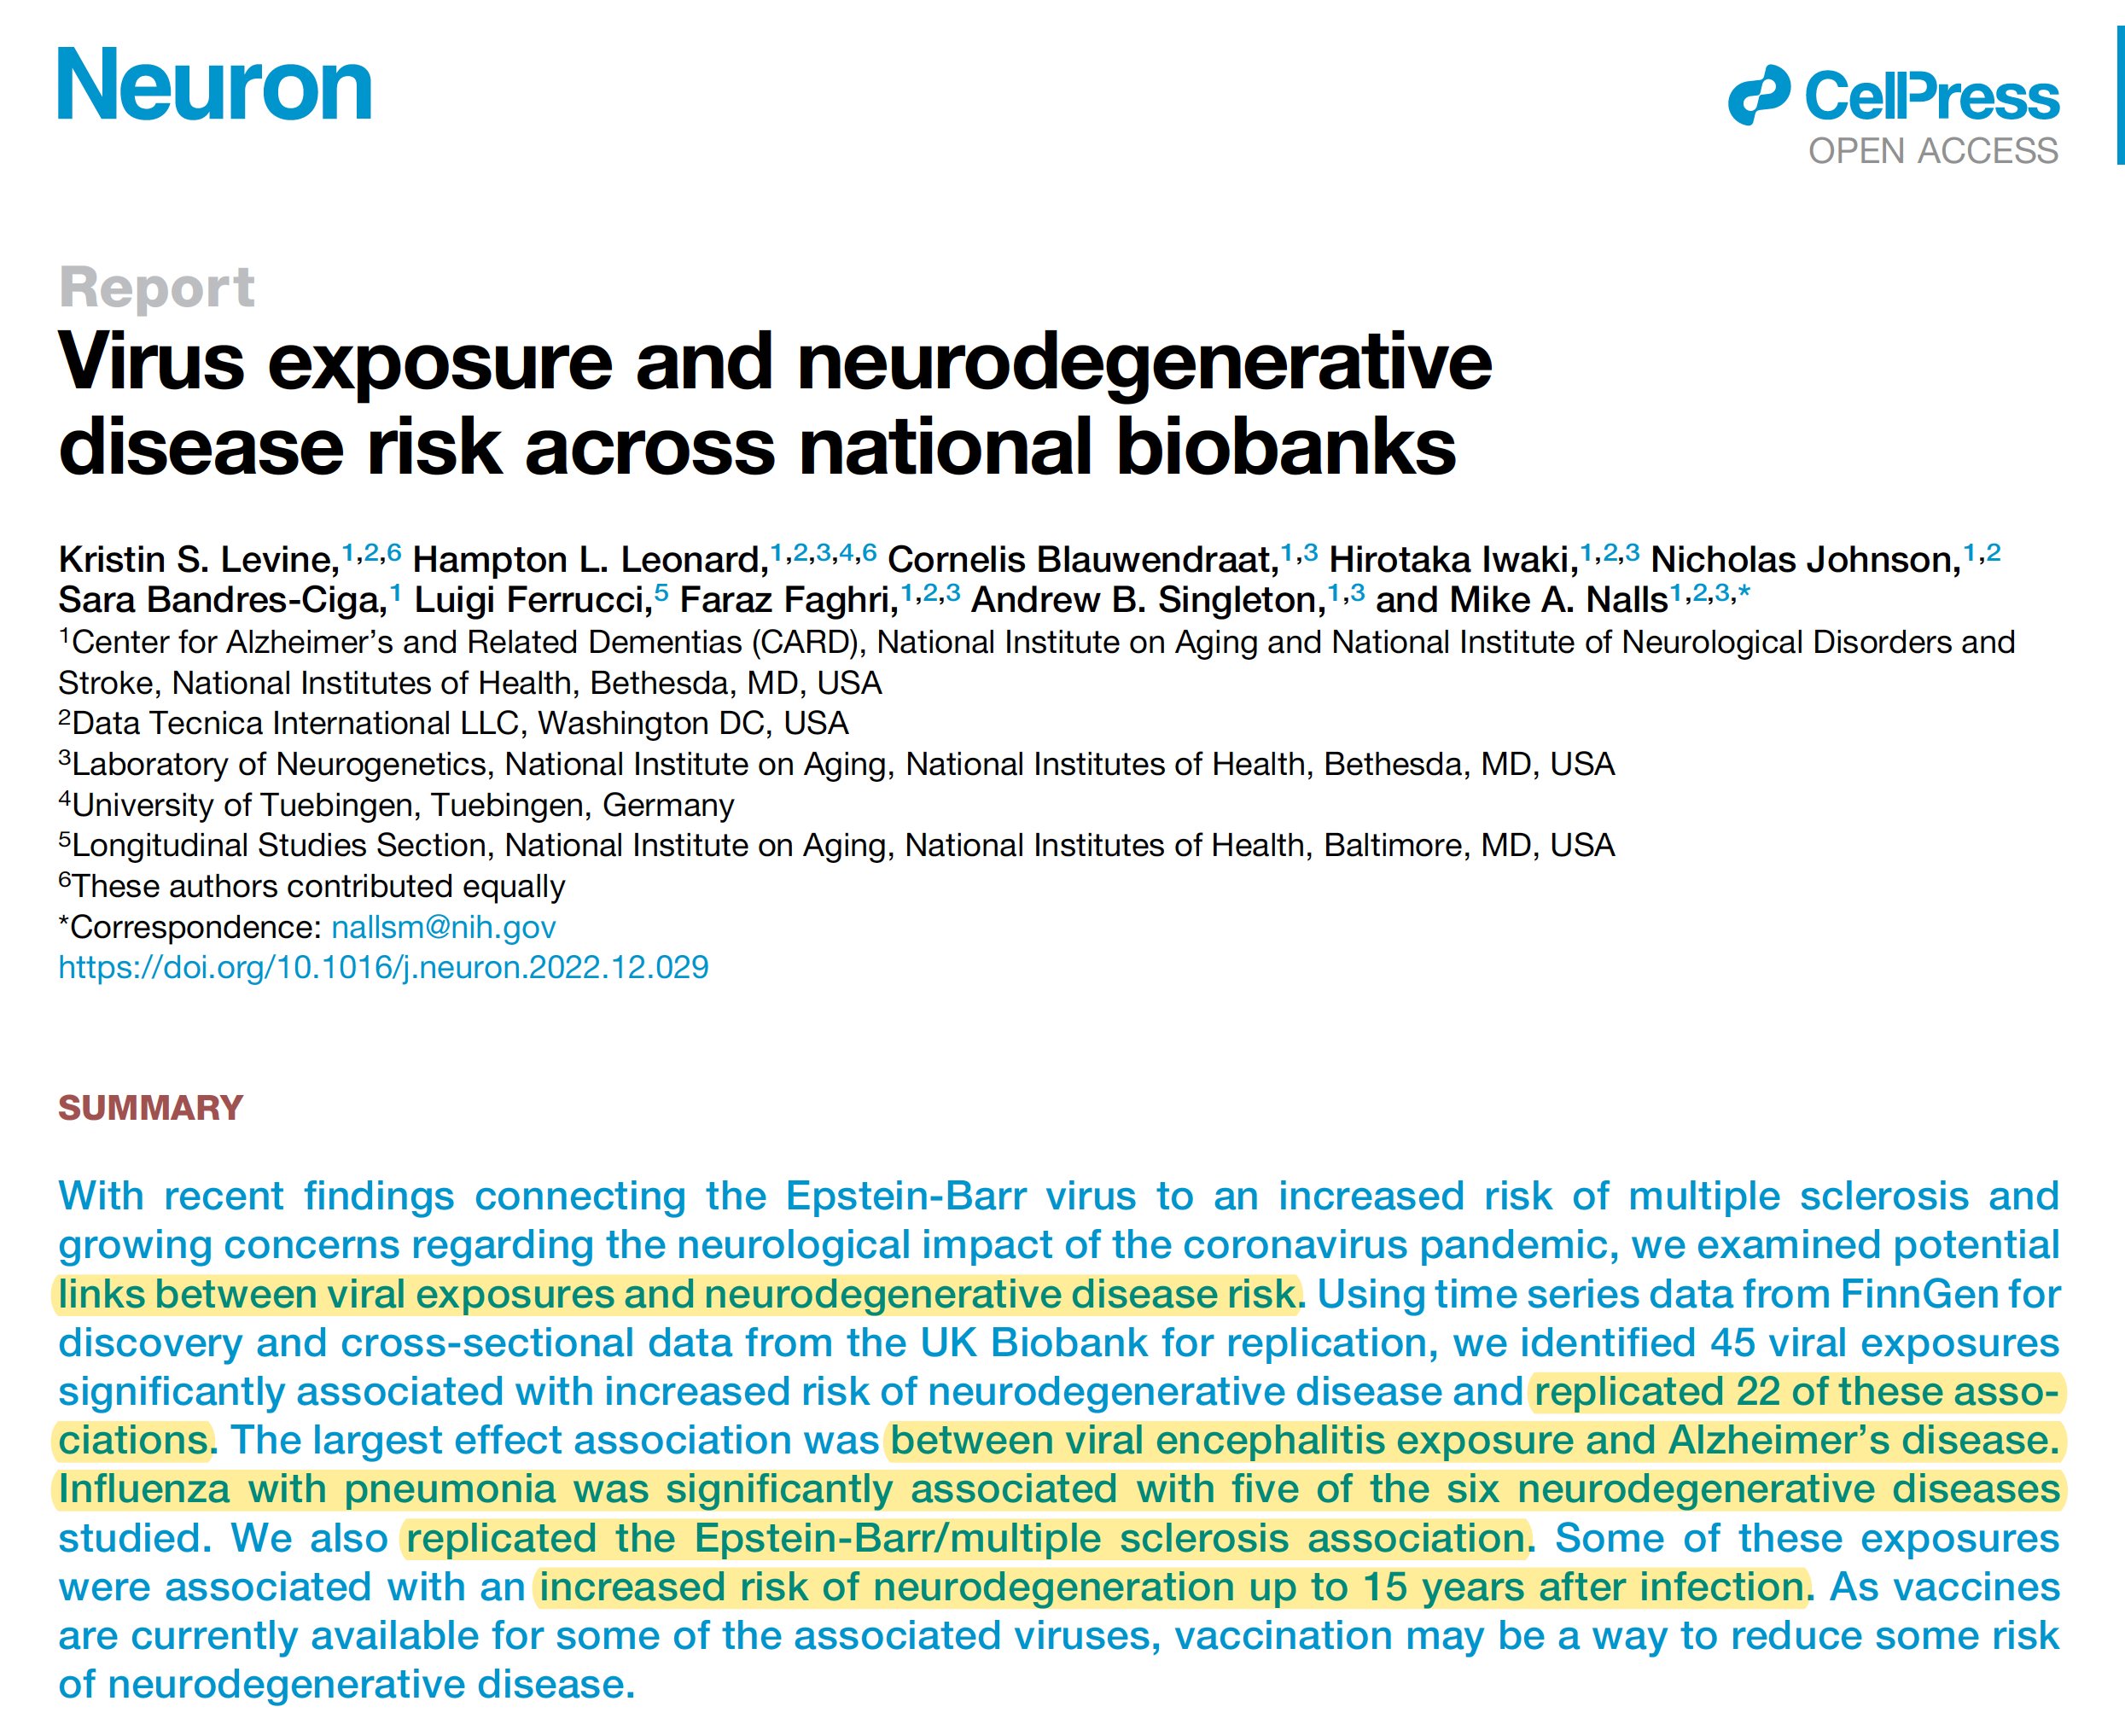 Neuron
CellPress
OPEN ACCESS
Report
Virus exposure and neurodegenerative
disease risk across national biobanks
Kristin S. Levine,1,2,6 Hampton L. Leonard,1,2,3,4,6 Cornelis Blauwendraat,1,3 Hirotaka Iwaki,1,2,3 Nicholas Johnson,1,2
Sara Bandres-Ciga,1 Luigi Ferrucci,5 Faraz Faghri,1,2,3 Andrew B. Singleton,1,3 and Mike A. Nalls1,2,3,*
1Center for Alzheimer’s and Related Dementias (CARD), National Institute on Aging and National Institute of Neurological Disorders and
Stroke, National Institutes of Health, Bethesda, MD, USA
2Data Tecnica International LLC, Washington DC, USA
3Laboratory of Neurogenetics, National Institute on Aging, National Institutes of Health, Bethesda, MD, USA
4University of Tuebingen, Tuebingen, Germany
5Longitudinal Studies Section, National Institute on Aging, National Institutes of Health, Baltimore, MD, USA
6These authors contributed equally
*Correspondence: nallsm@nih.gov
https://doi.org/10.1016/j.neuron.2022.12.029
SUMMARY
With recent findings connecting the Epstein-Barr virus to an increased risk of multiple sclerosis and
growing concerns regarding the neurological impact of the coronavirus pandemic, we examined potential
links between viral exposures and neurodegenerative disease risk. Using time series data from FinnGen for
discovery and cross-sectional data from the UK Biobank for replication, we identified 45 viral exposures
significantly associated with increased risk of neurodegenerative disease and replicated 22 of these asso-
ciations. The largest effect association was between viral encephalitis exposure and Alzheimer’s disease.
Influenza with pneumonia was significantly associated with five of the six neurodegenerative diseases
studied. We also replicated the Epstein-Barr/multiple sclerosis association. Some of these exposures
were associated with an increased risk of neurodegeneration up to 15 years after infection. As vaccines
are currently available for some of the associated viruses, vaccination may be a way to reduce some risk
of neurodegenerative disease.